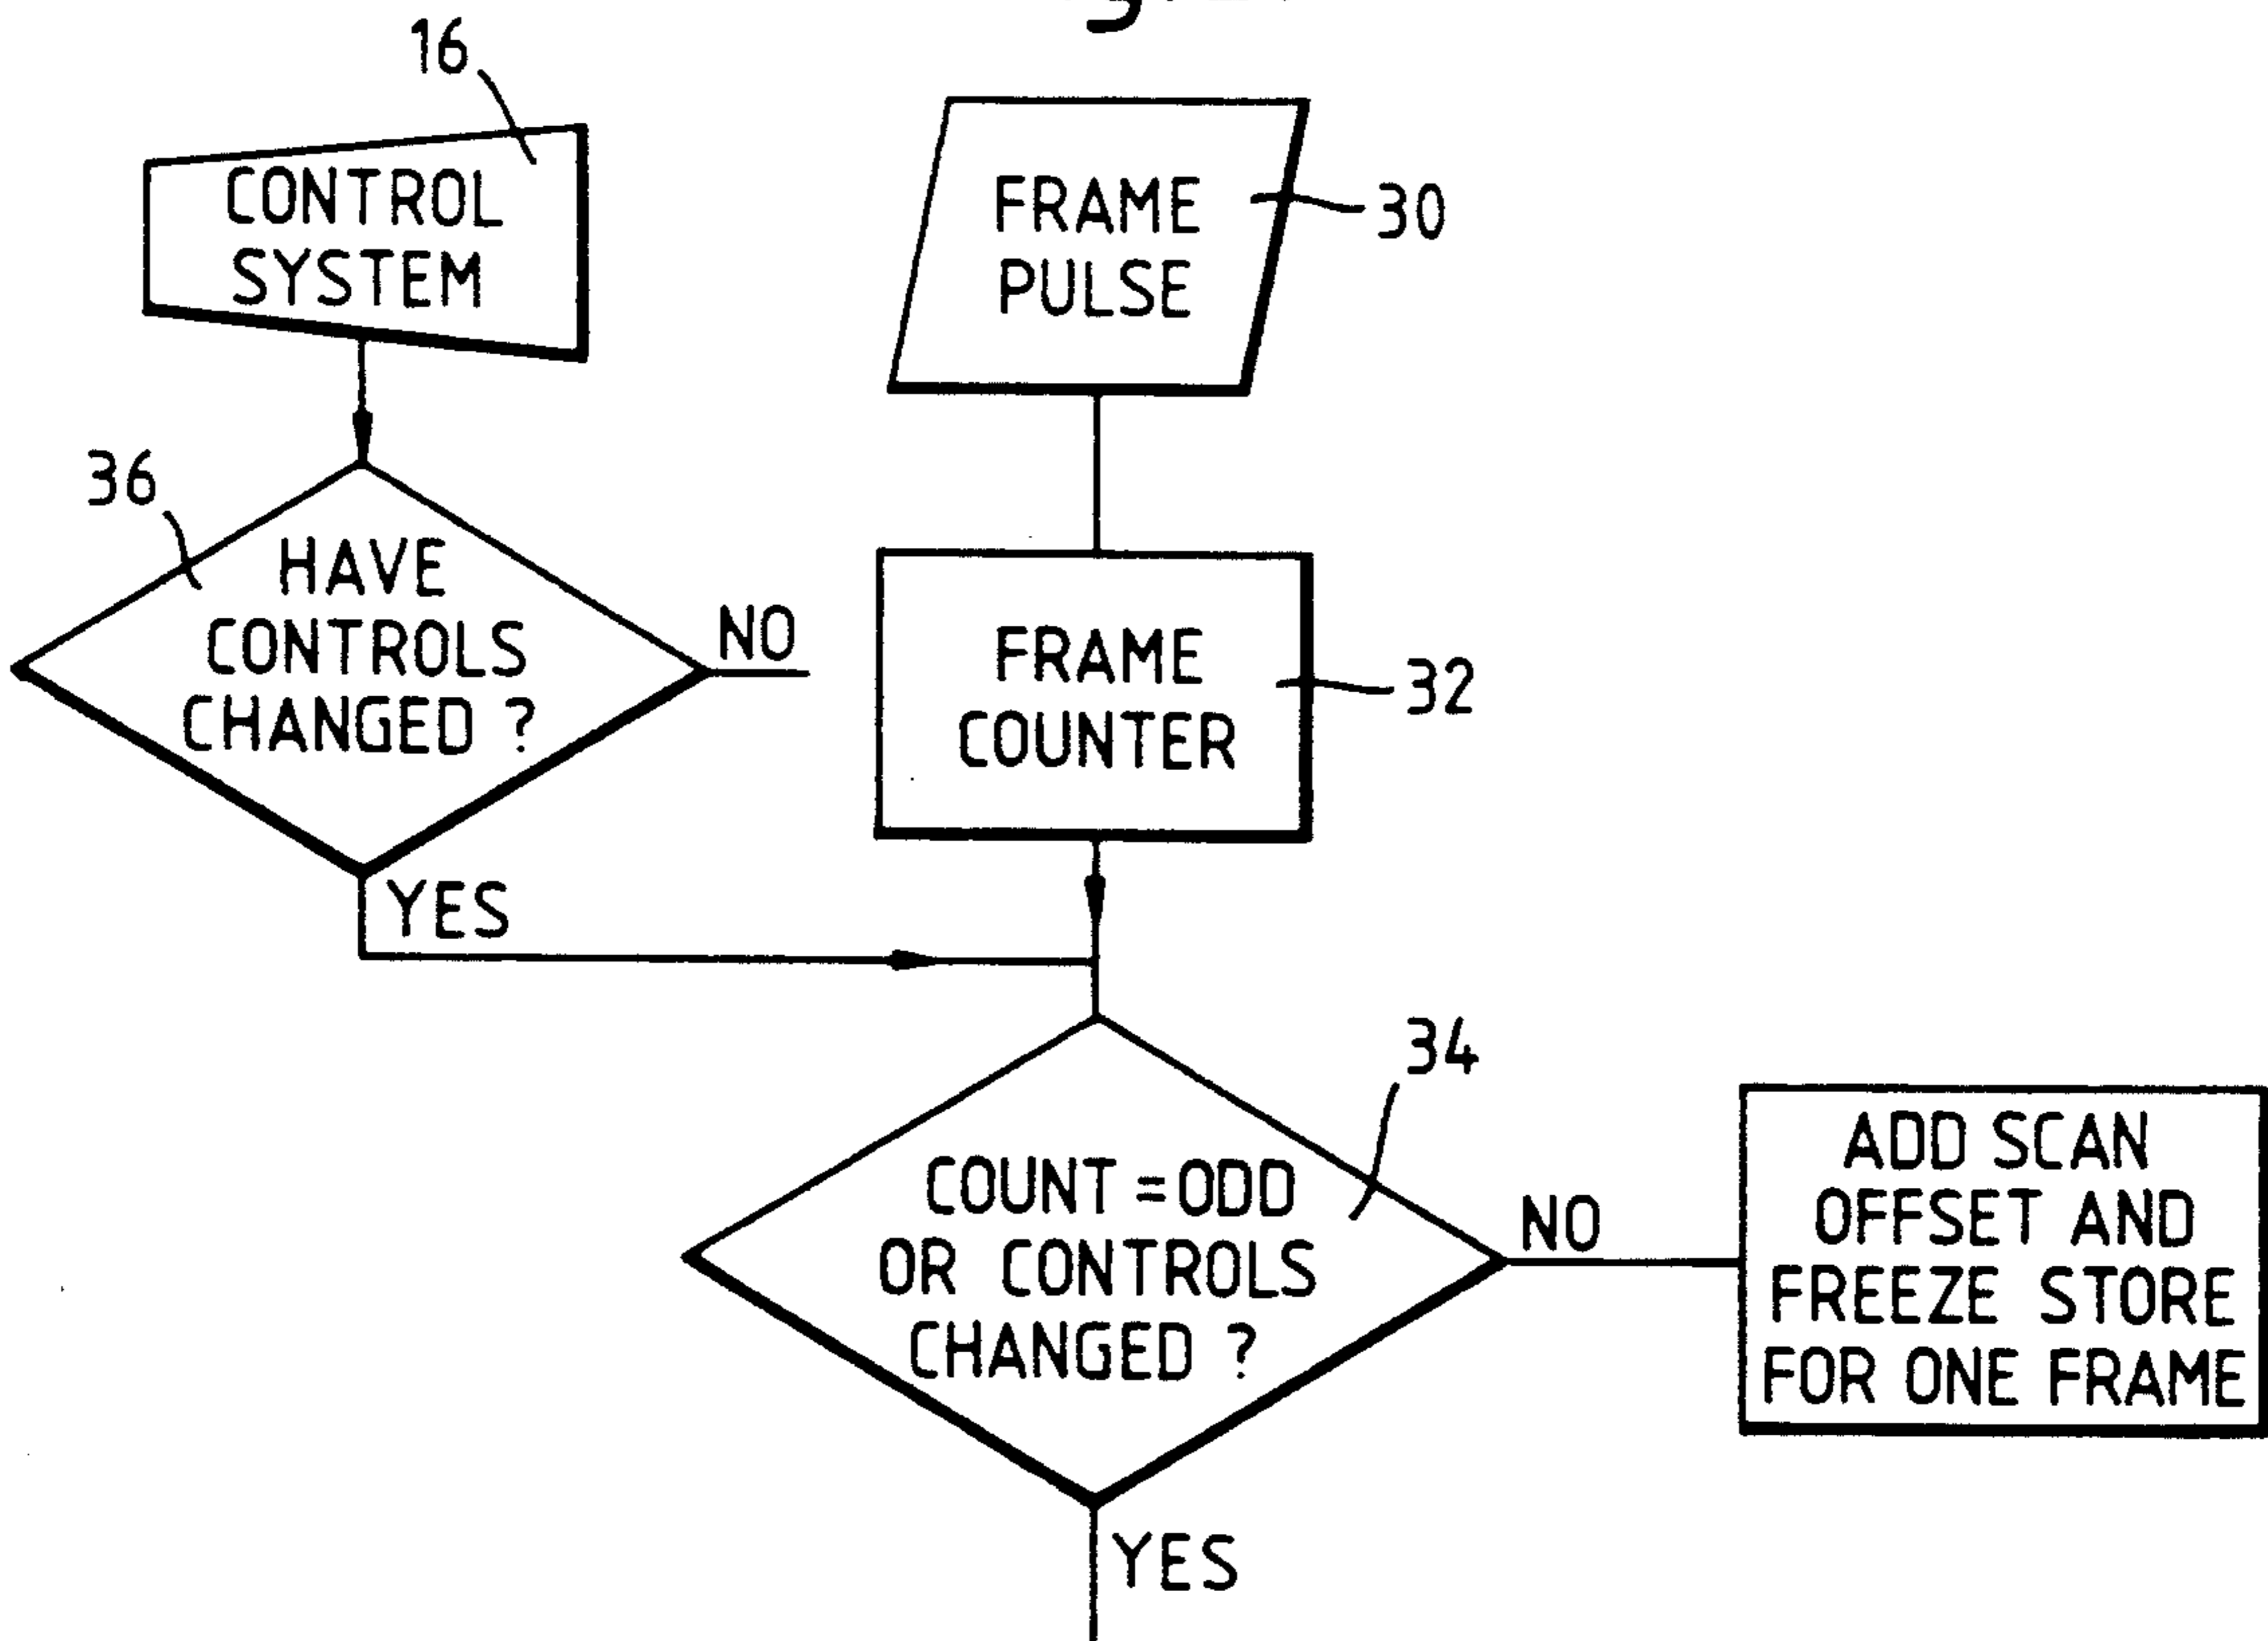 16
CONTROL
SYSTEM
FRAME
PULSE
30
36
HAVE
CONTROLS
CHANGED ?
NO
YES
FRAME
COUNTER
32
34
COUNT = ODD
OR CONTROLS
CHANGED ?
NO
YES
ADD SCAN
OFFSET AND
FREEZE STORE
FOR ONE FRAME